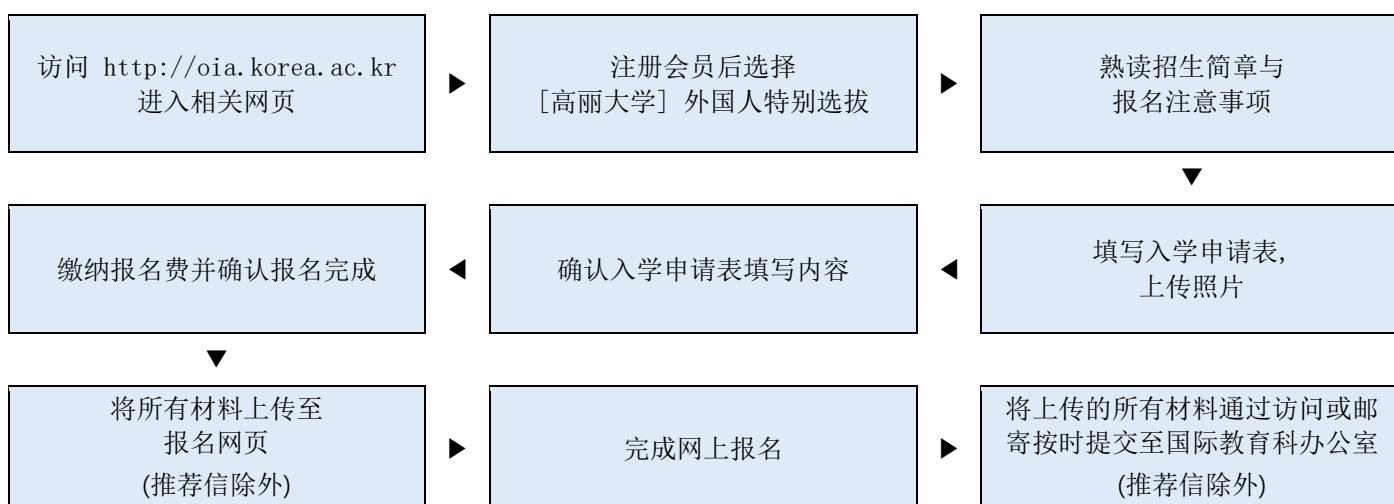 访问 http://oia.korea.ac.kr
进入相关网页
▶
注册会员后选择
[高丽大学] 外国人特别选拔
▶
熟读招生简章与
报名注意事项
▼
填写入学申请表,
上传照片
◀
确认入学申请表填写内容
◀
缴纳报名费并确认报名完成
▼
将所有材料上传至
报名网页
(推荐信除外)
▶
完成网上报名
▶
将上传的所有材料通过访问或邮
寄按时提交至国际教育科办公室
(推荐信除外)